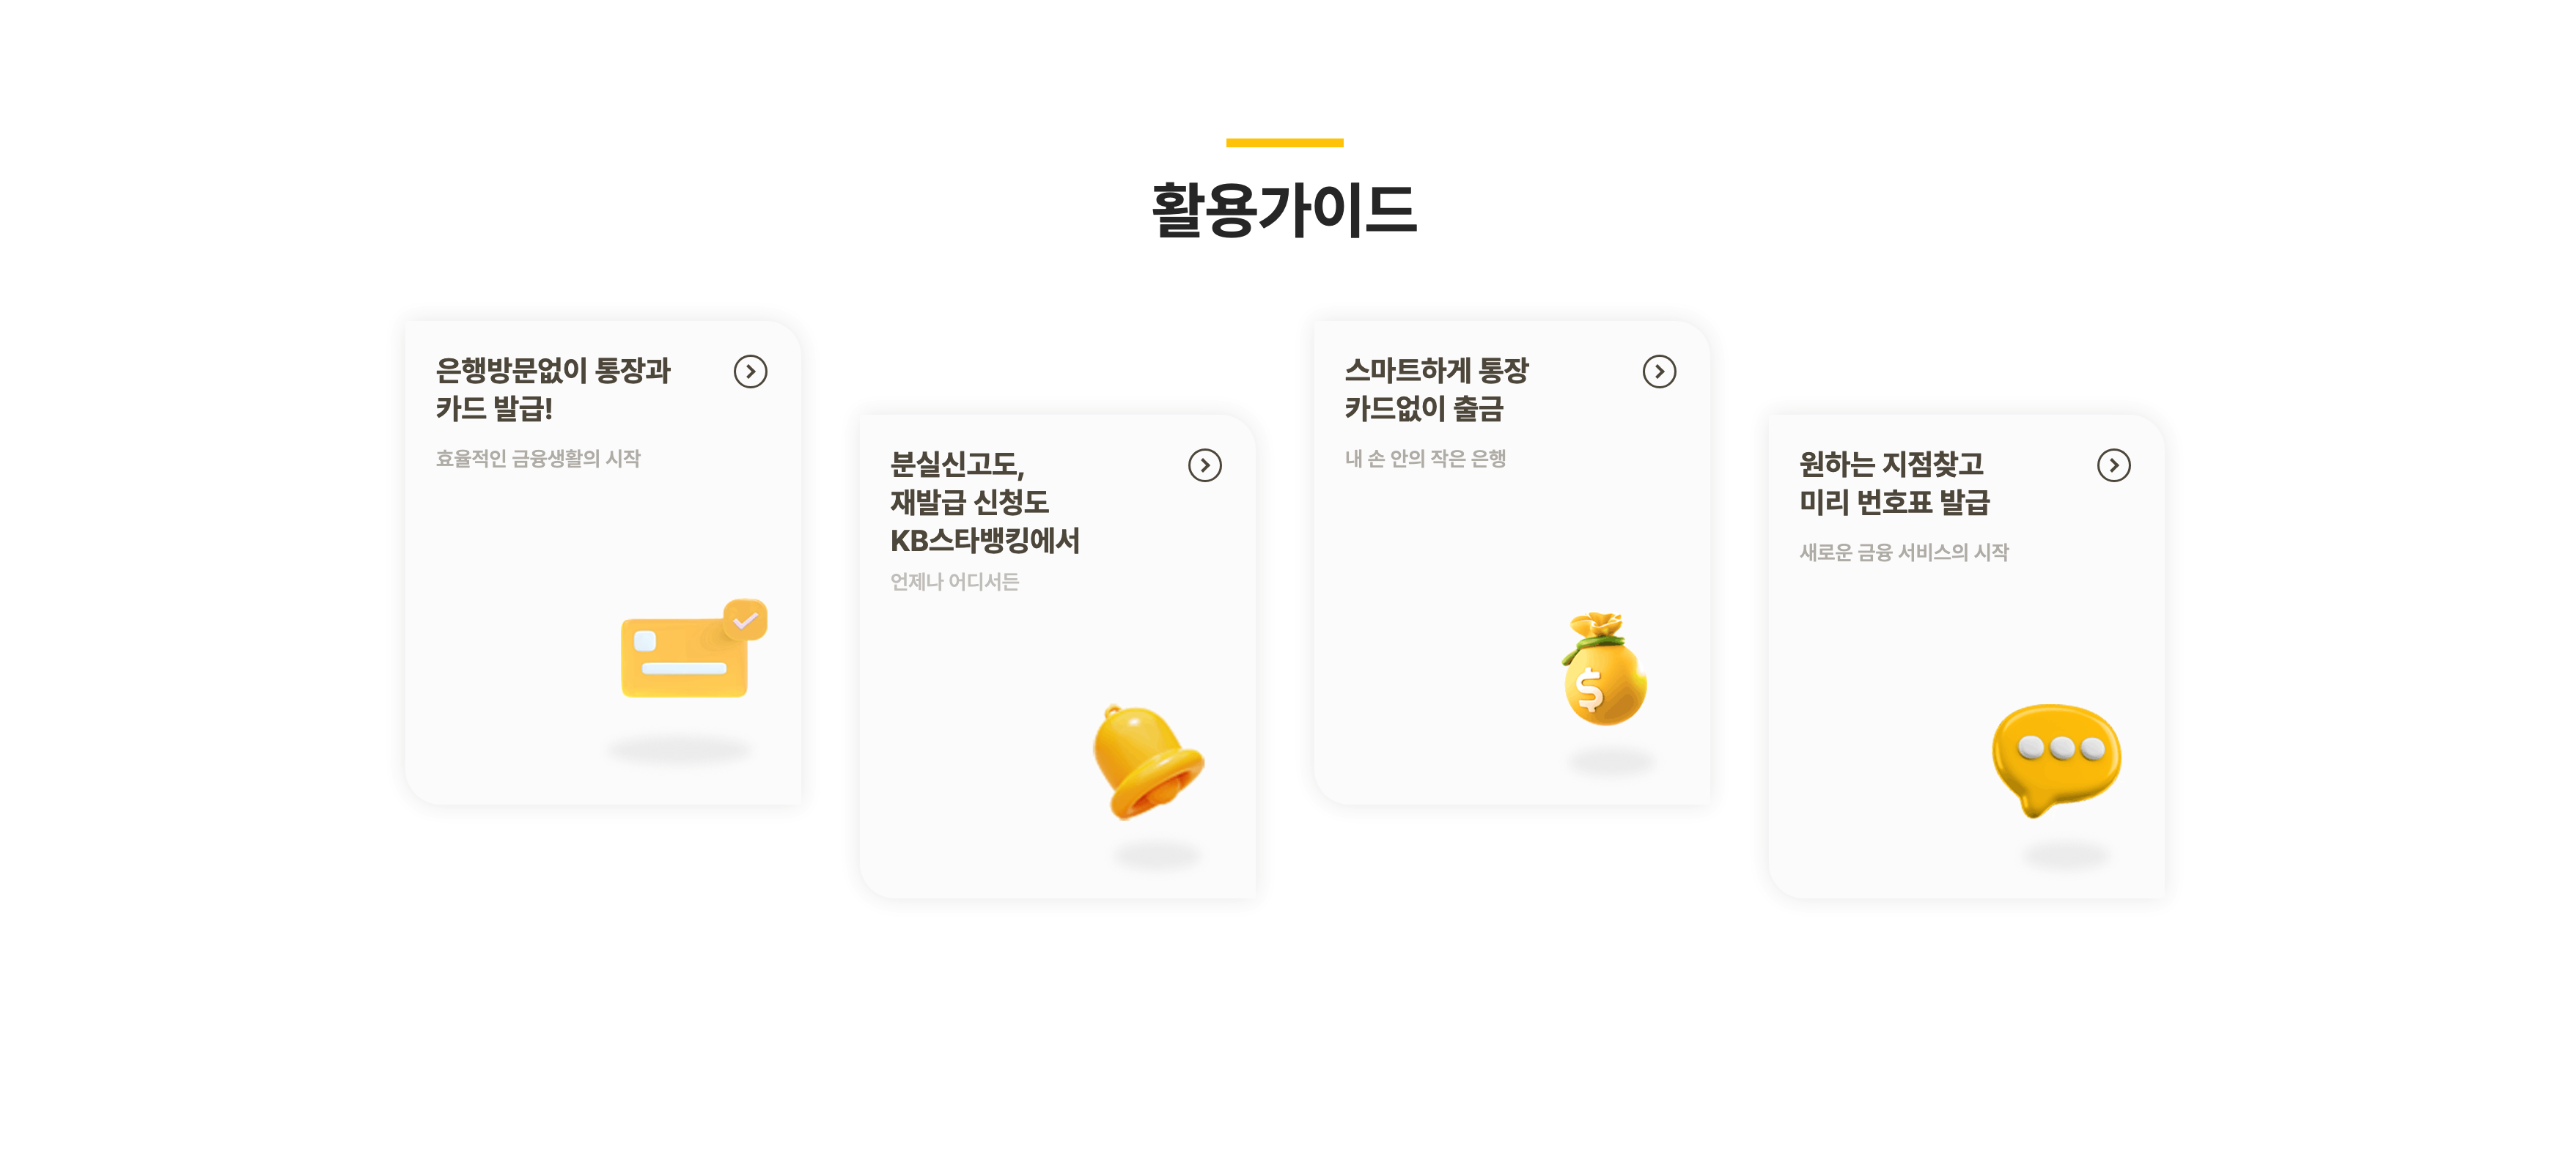 활용가이드
은행방문없이 통장과
카드 발급!
효율적인 금융생활의 시작
분실신고도,
재발급 신청도
KB스타뱅킹에서
언제나 어디서든
스마트하게 통장
카드없이 출금
내 손 안의 작은 은행
$
원하는 지점찾고
미리 번호표 발급
새로운 금융 서비스의 시작